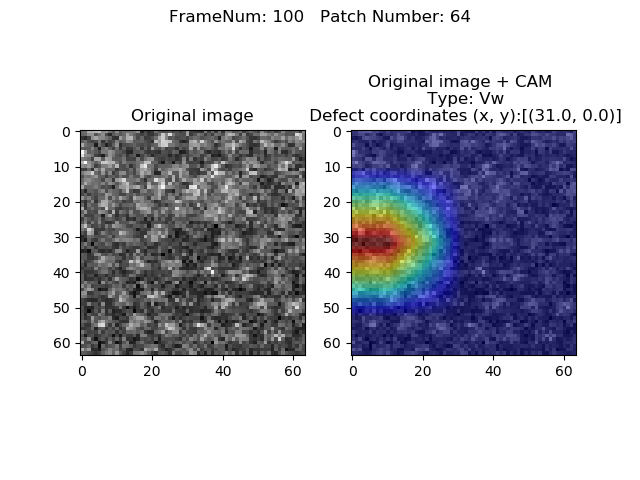 FrameNum: 100   Patch Number: 64
Original image
Original image + CAM
Type: Vw
Defect coordinates (x, y):[(31.0, 0.0)]
0
10
20
30
40
50
60
0 20 40 60
0
10
20
30
40
50
60
0 20 40 60